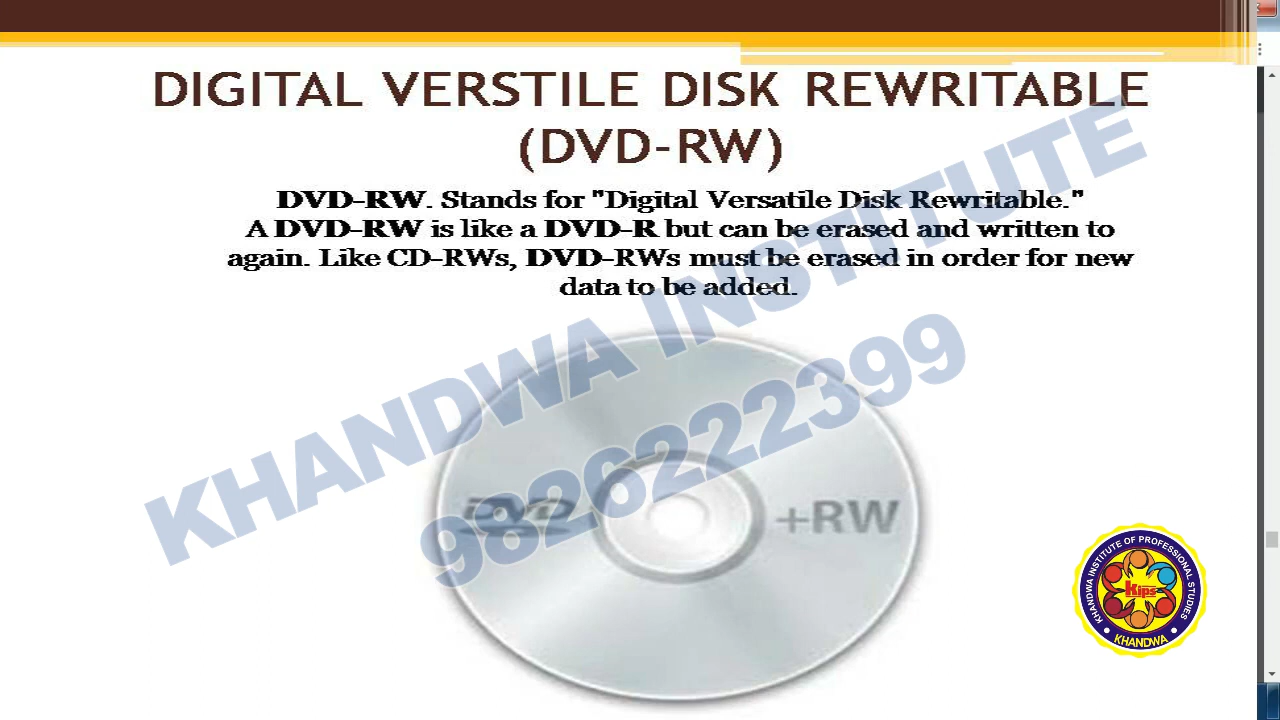 DIGITAL VERSTILE DISK REWRITABLE
(DVD-RW)
DVD-RW. Stands for "Digital Versatile Disk Rewritable."
A DVD-RW is like a DVD-R but can be erased and written to
again. Like CD-RWs, DVD-RWs must be erased in order for new
data to be added.
KHANDWA INSTITUTE
9826222399
DVD
+RW
KHANDWA INSTITUTE OF PROFESSIONAL STUDIES
Kips
KHANDWA